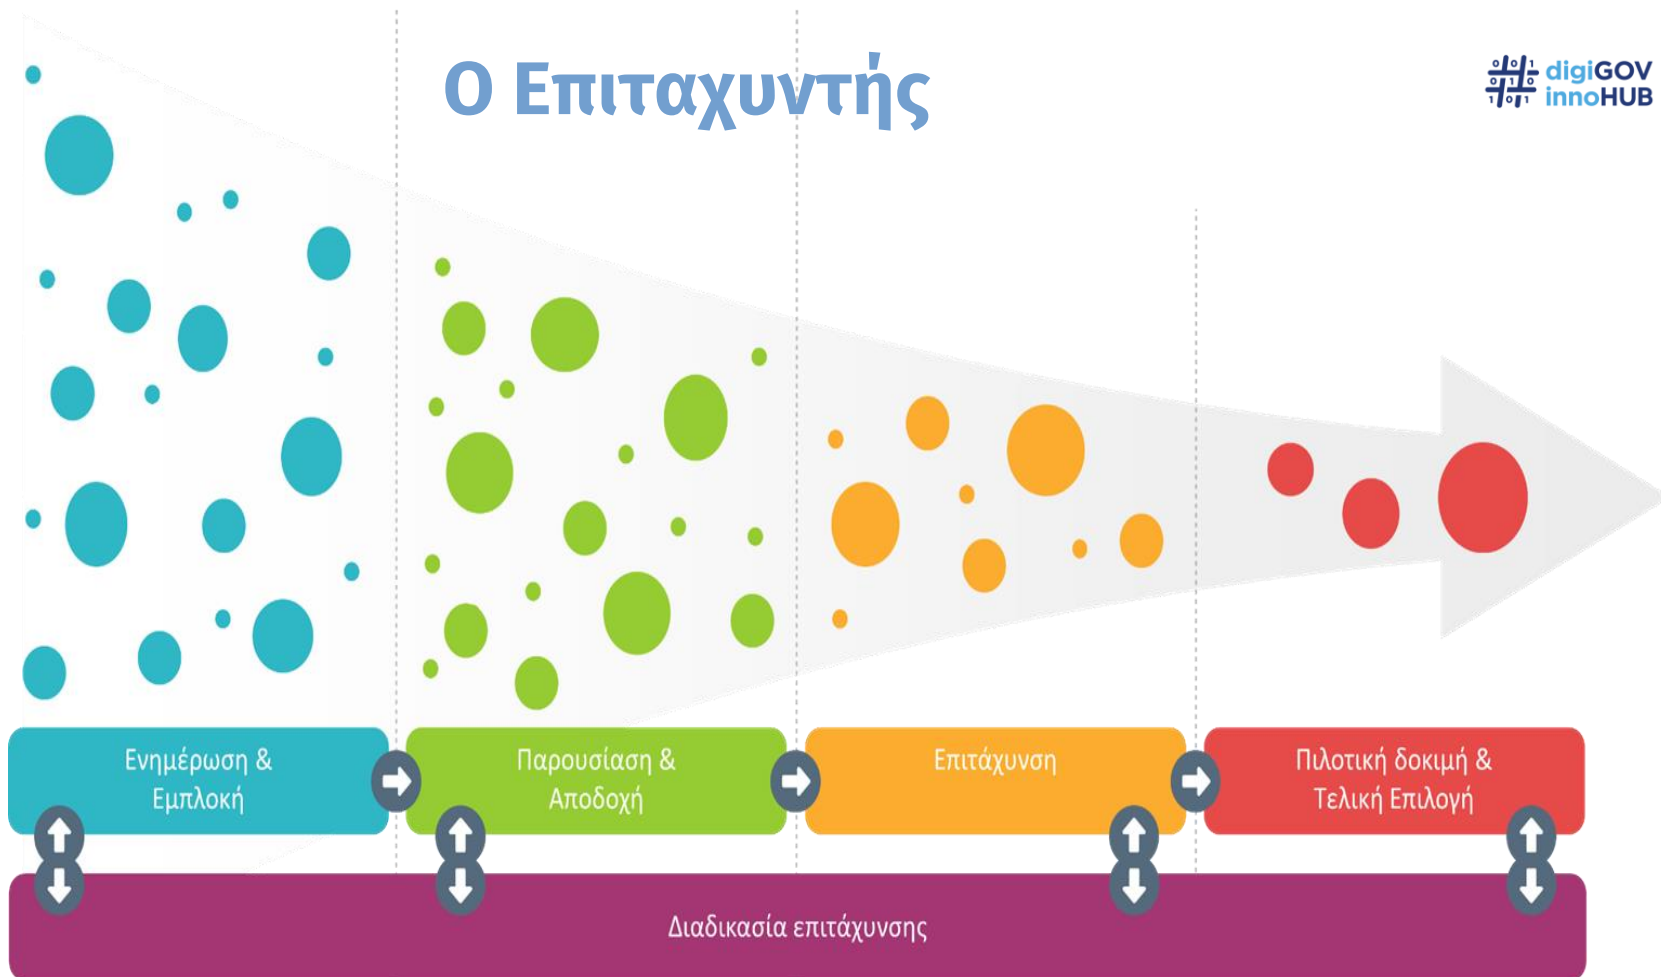 Ο Επιταχυντής
digiGOV
innoHUB
Ενημέρωση &
Εμπλοκή
Παρουσίαση &
Αποδοχή
Επιτάχυνση
Πιλοτική δοκιμή &
Τελική Επιλογή
Διαδικασία επιτάχυνσης